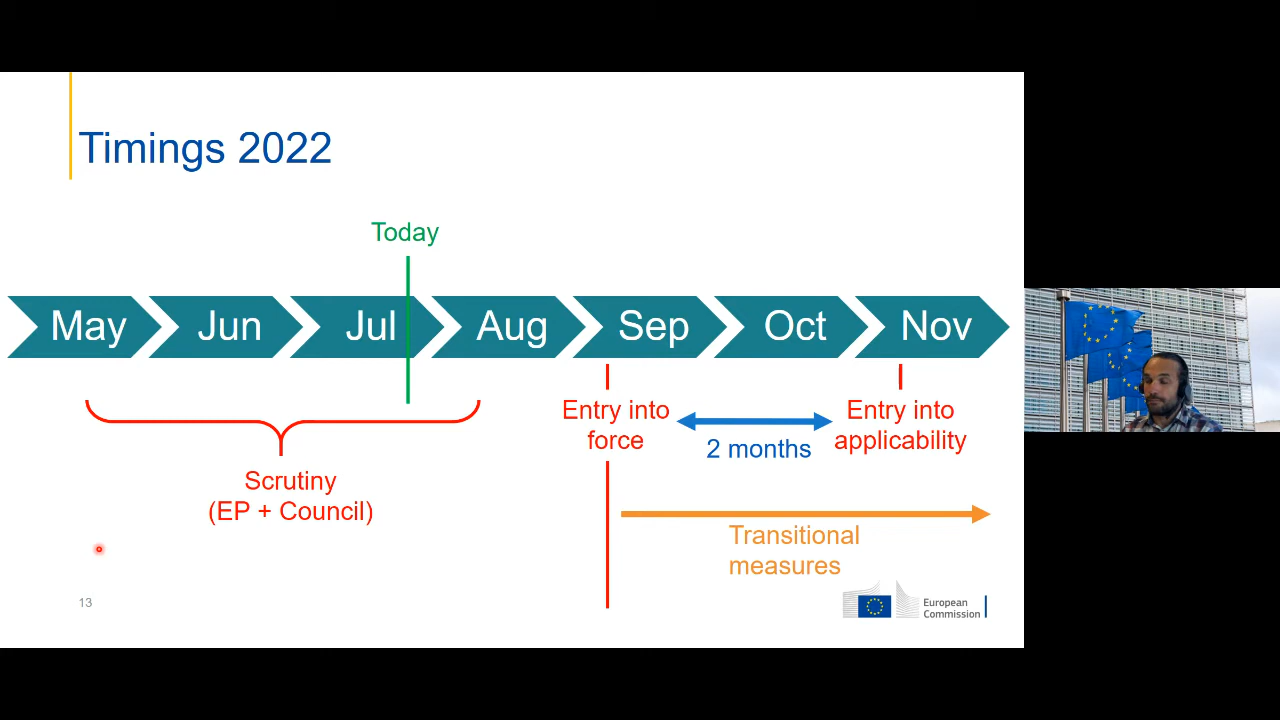 Timings 2022
Today
May Jun Jul Aug Sep Oct Nov
Entry into
force
2 months
Entry into
applicability
Scrutiny
(EP + Council)
Transitional
measures
13
European
Commission